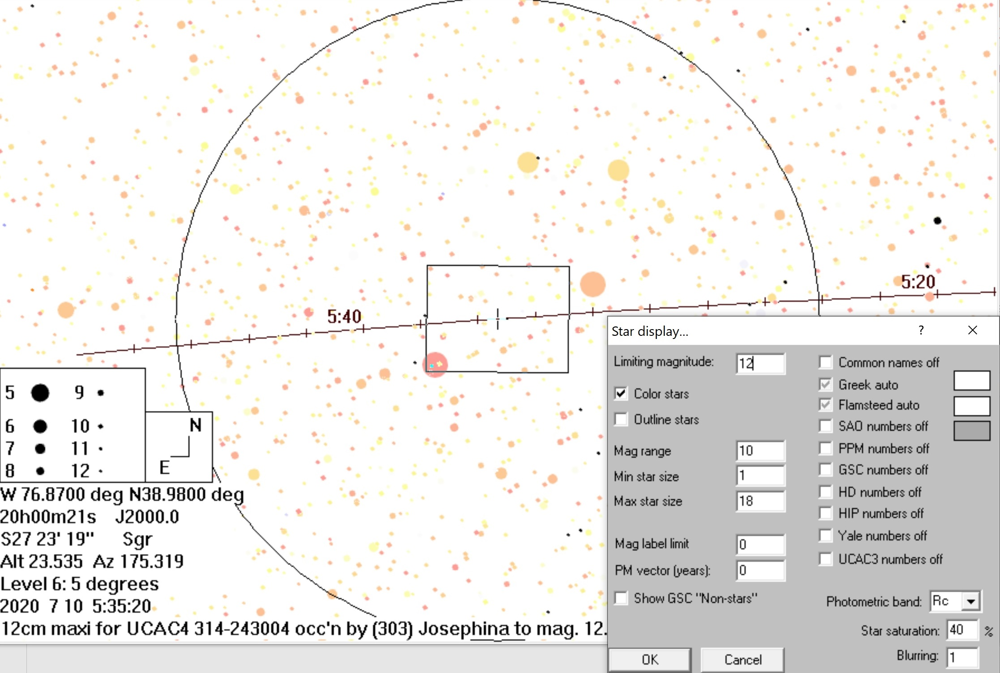 5:20
5:40
5 9
6 10
7 11
8 12
N
E
W 76.8700 deg N38.9800 deg
20h00m21s J2000.0
S27 23' 19" Sgr
Alt 23.535 Az 175.319
Level 6: 5 degrees
2020 7 10 5:35:20
12cm maxi for UCAC4 314-243004 occ'n by (303) Josephina to mag. 12.
Star display...
?
Limiting magnitude: 12
Color stars
Outline stars
Mag range 10
Min star size 1
Max star size 18
Mag label limit 0
PM vector (years): 0
Show GSC "Non-stars"
OK
Cancel
Common names off
Greek auto
Flamsteed auto
SAO numbers off
PPM numbers off
GSC numbers off
HD numbers off
HIP numbers off
Yale numbers off
UCAC3 numbers off
Photometric band: Rc
Star saturation: 40 %
Blurring: 1